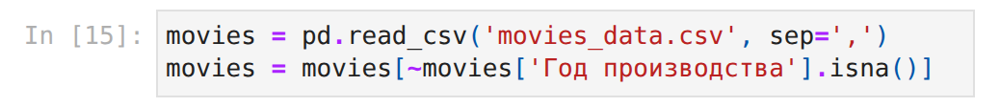 In [15]: movies = pd.read_csv('movies_data.csv', sep=',')
movies = movies[~movies['Год производства'].isna()]